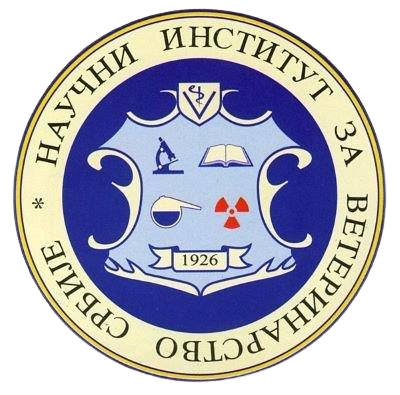 * НАУЧНИ ИНСТИТУТ ЗА ВЕТЕРИНАРСТВО СРБИЈЕ
V
1926